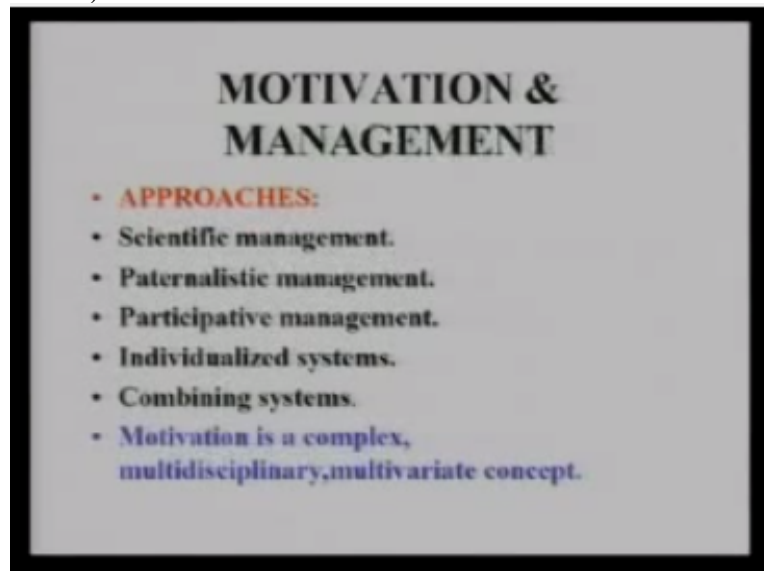 MOTIVATION &
MANAGEMENT
• APPROACHES:
• Scientific management.
• Paternalistic management.
• Participative management.
• Individualized systems.
• Combining systems.
• Motivation is a complex,
multidisciplinary,multivariate concept.